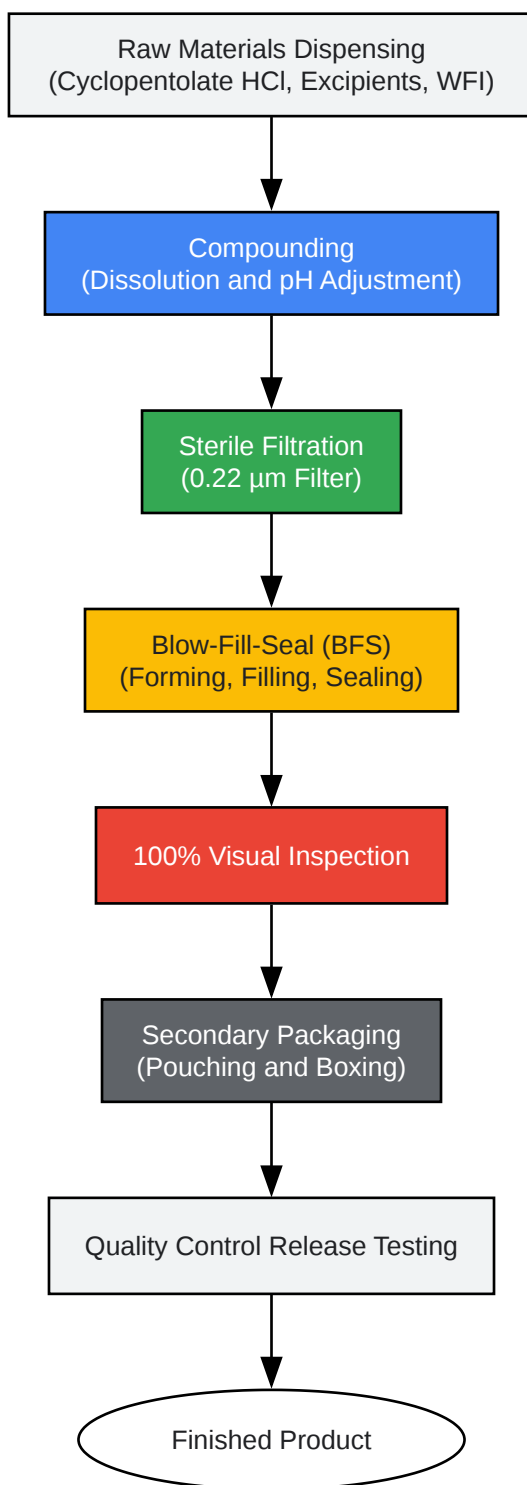 Raw Materials Dispensing
(Cyclopentolate HCl, Excipients, WFI)
Compounding
(Dissolution and pH Adjustment)
Sterile Filtration
(0.22 µm Filter)
Blow-Fill-Seal (BFS)
(Forming, Filling, Sealing)
100% Visual Inspection
Secondary Packaging
(Pouching and Boxing)
Quality Control Release Testing
Finished Product